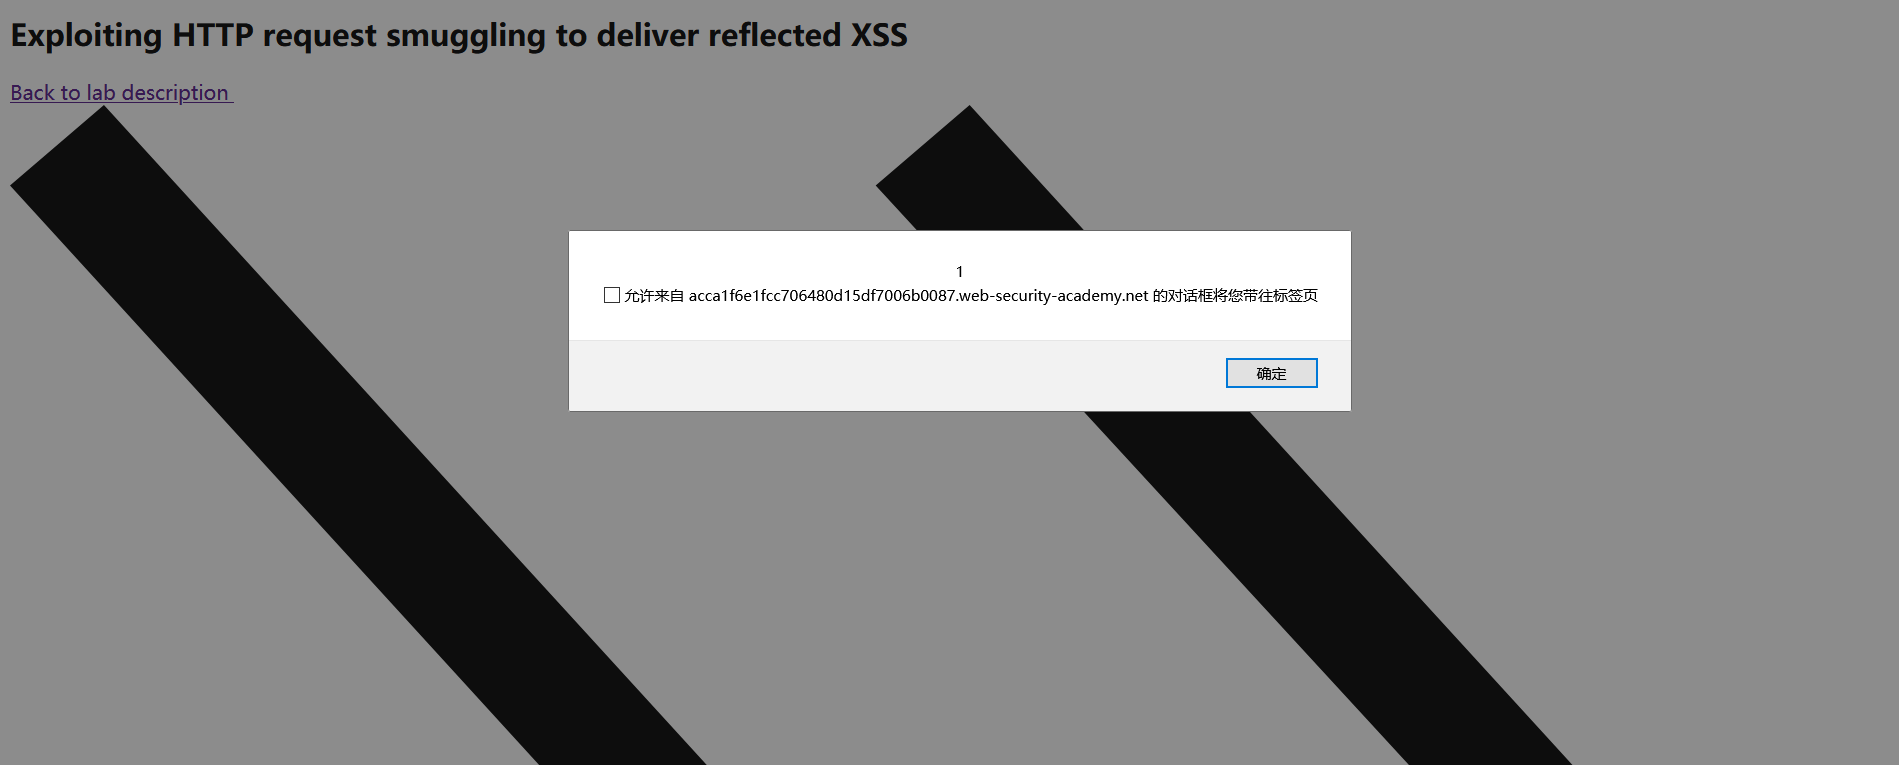 Exploiting HTTP request smuggling to deliver reflected XSS
Back to lab description
1
允许来自 acca1f6e1fcc706480d15df7006b0087.web-security-academy.net 的对话框将您带往标签页
确定